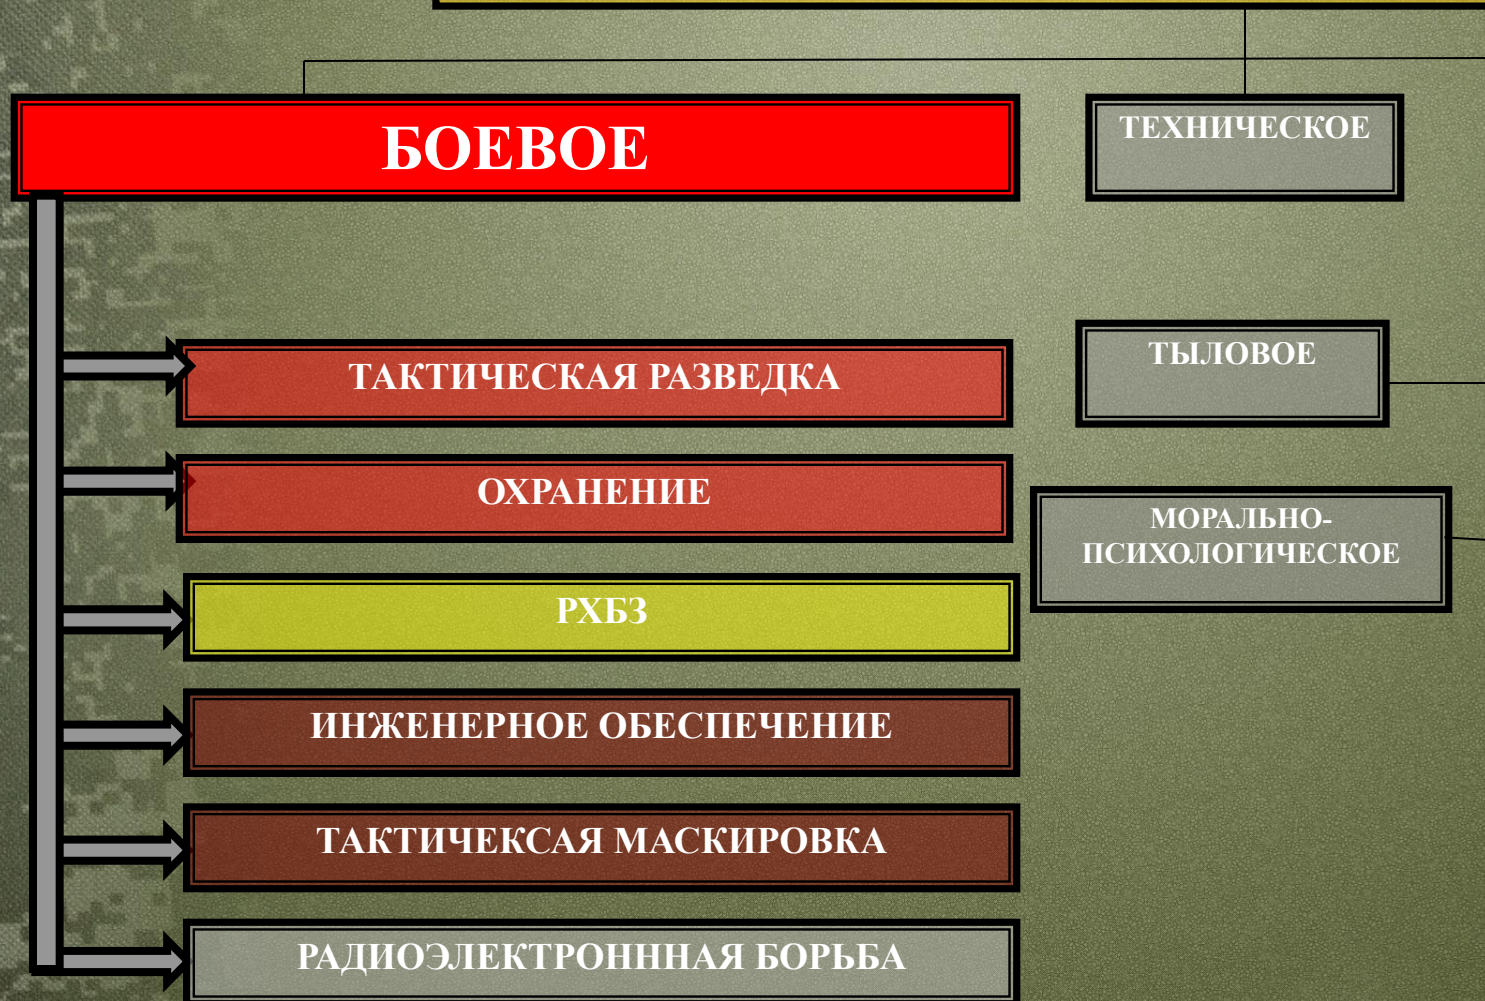 БОЕВОЕ
ТЕХНИЧЕСКОЕ
ТАКТИЧЕСКАЯ РАЗВЕДКА
ТЫЛОВОЕ
ОХРАНЕНИЕ
МОРАЛЬНО-
ПСИХОЛОГИЧЕСКОЕ
РХБЗ
ИНЖЕНЕРНОЕ ОБЕСПЕЧЕНИЕ
ТАКТИЧЕКСАЯ МАСКИРОВКА
РАДИОЭЛЕКТРОНННАЯ БОРЬБА